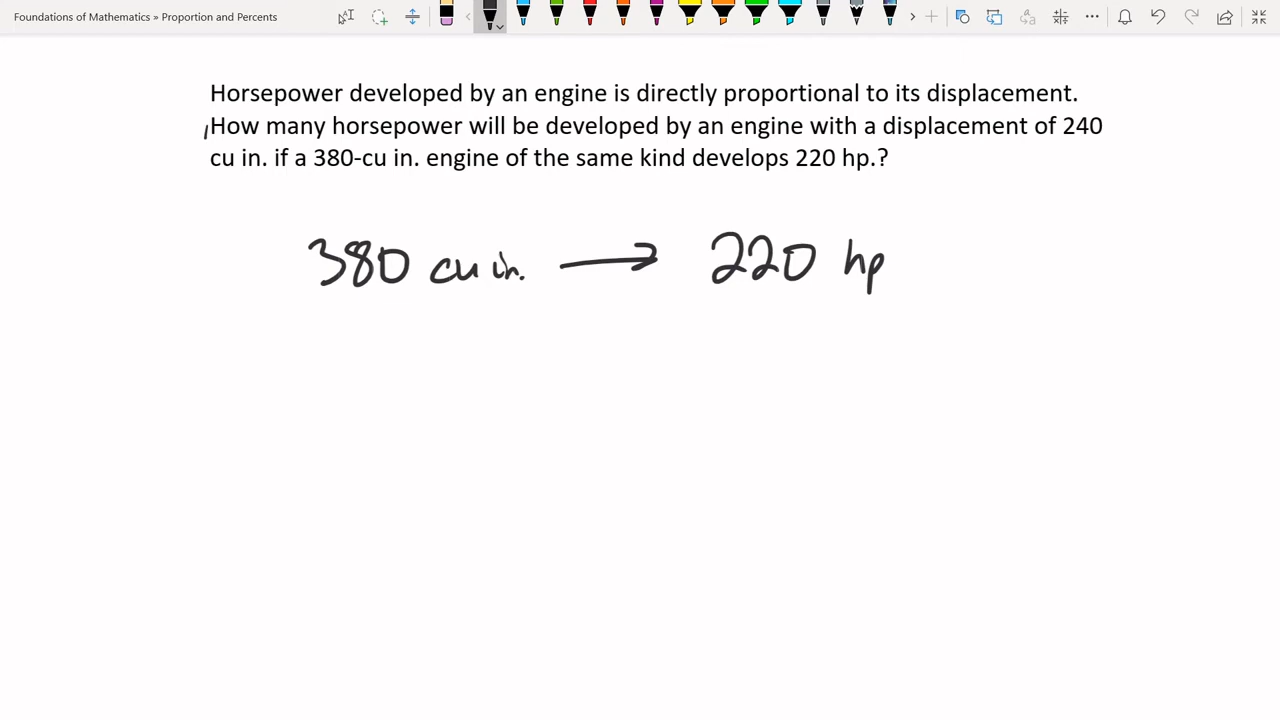 Foundations of Mathematics » Proportion and Percents
Horsepower developed by an engine is directly proportional to its displacement.
How many horsepower will be developed by an engine with a displacement of 240
cu in. if a 380-cu in. engine of the same kind develops 220 hp.?
380 cu in. → 220 hp